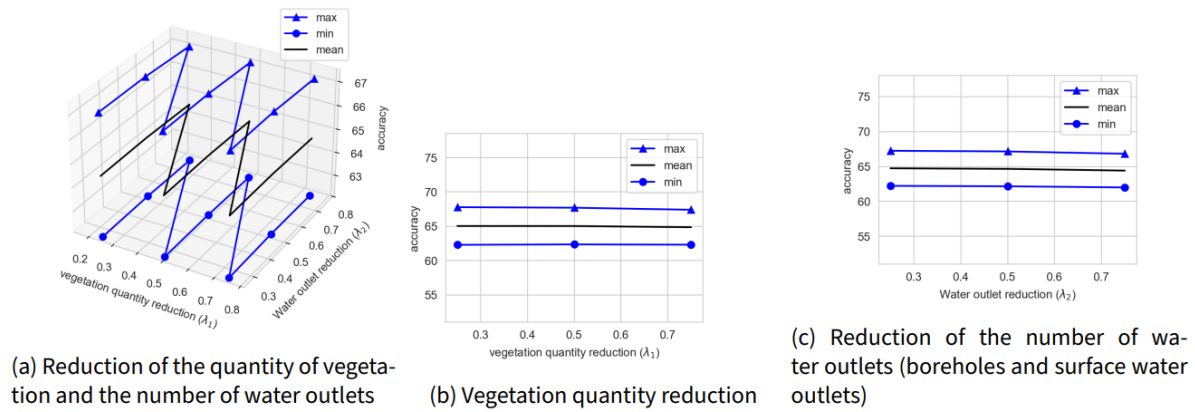 max
min
mean
67
66
65
64
63
accuracy
0.2 0.3 0.4 0.5 0.6 0.7 0.8
vegetation quantity reduction (λ₁)
0.3 0.4 0.5 0.6 0.7 0.8
Water outlet reduction (λ₂)
(a) Reduction of the quantity of vegeta-
tion and the number of water outlets
max
mean
min
75
70
65
60
55
accuracy
0.3 0.4 0.5 0.6 0.7
vegetation quantity reduction (λ₁)
(b) Vegetation quantity reduction
max
mean
min
75
70
65
60
55
accuracy
0.3 0.4 0.5 0.6 0.7
Water outlet reduction (λ₂)
(c) Reduction of the number of wa-
ter outlets (boreholes and surface water
outlets)